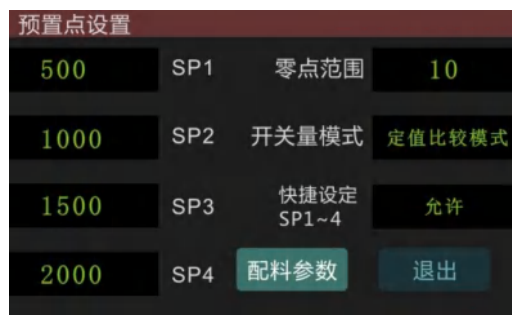 预置点设置
500 SP1 零点范围 10
1000 SP2 开关量模式 定值比较模式
1500 SP3 快捷设定 SP1~4 允许
2000 SP4 配料参数 退出